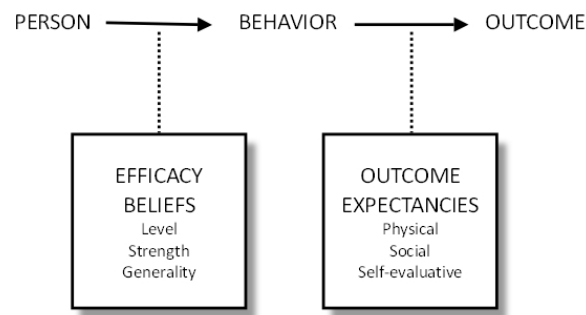 PERSON BEHAVIOR OUTCOME
EFFICACY
BELIEFS
Level
Strength
Generality
OUTCOME
EXPECTANCIES
Physical
Social
Self-evaluative